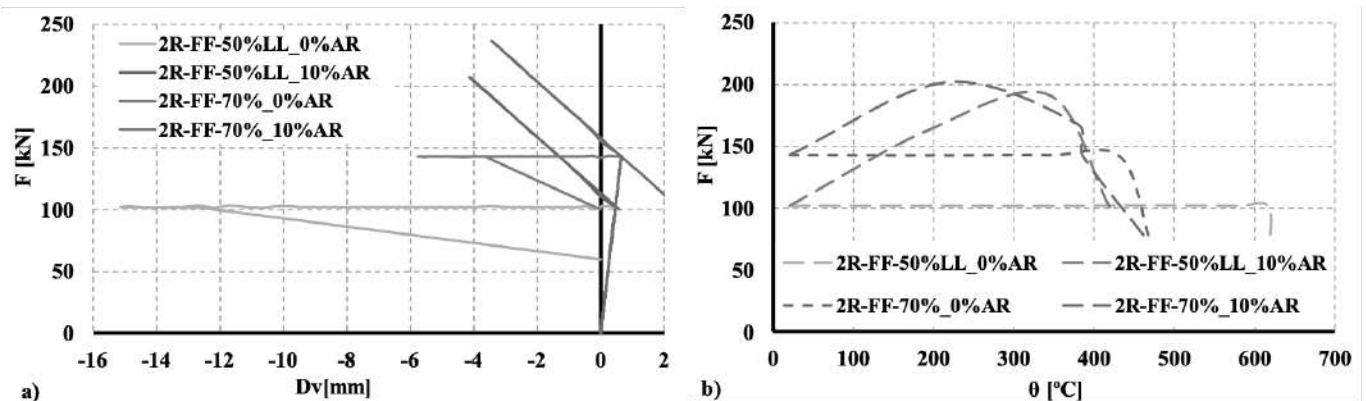 250
200
150
100
50
0
F [kN]
2R-FF-50%LL_0%AR
2R-FF-50%LL_10%AR
2R-FF-70%_0%AR
2R-FF-70%_10%AR
-16 -14 -12 -10 -8 -6 -4 -2 0 2
Dv[mm]
a)
b)
250
200
150
100
50
0
F [kN]
2R-FF-50%LL_0%AR 2R-FF-50%LL_10%AR
2R-FF-70%_0%AR 2R-FF-70%_10%AR
0 100 200 300 400 500 600 700
θ [ºC]